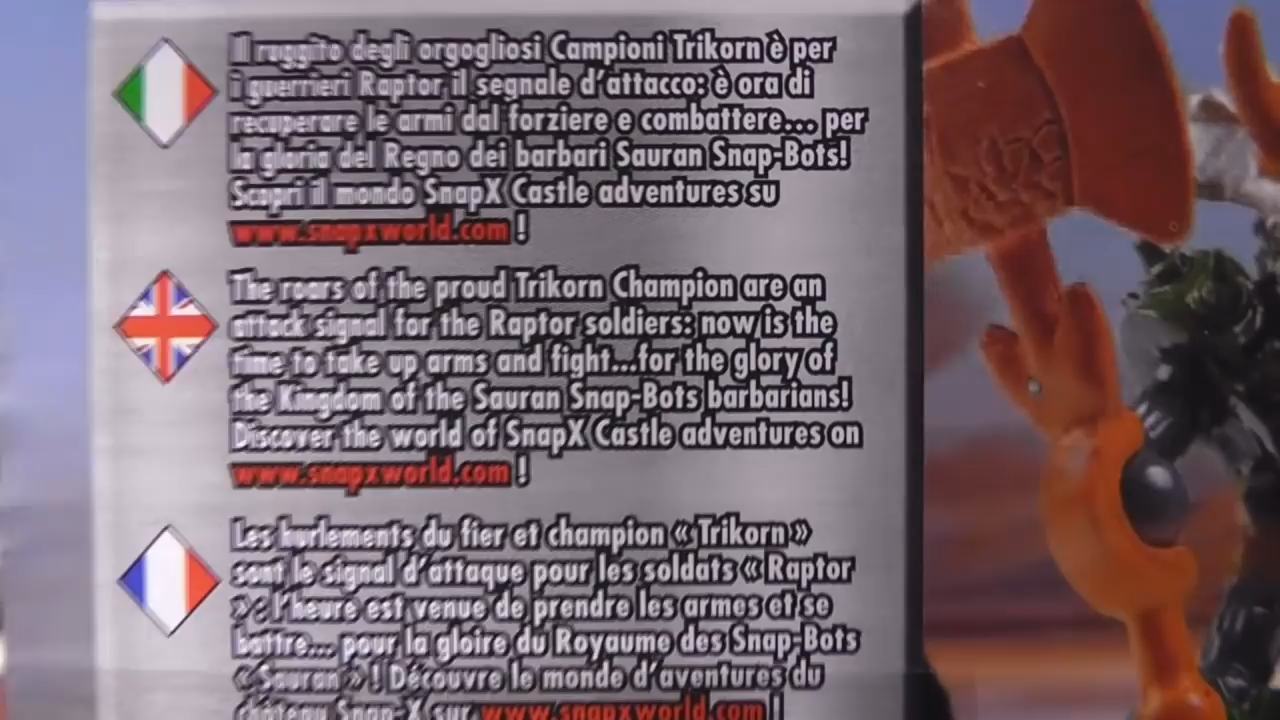 Il ruggito degli orgogliosi Campioni Trikorn è per
i guerrieri Raptor il segnale d'attacco: è ora di
recuperare le armi dal forziere e combattere... per
la gloria del Regno dei barbari Sauran Snap-Bots!
Scopri il mondo SnapX Castle adventures su
www.snapxworld.com !
The roars of the proud Trikorn Champion are an
attack signal for the Raptor soldiers: now is the
time to take up arms and fight...for the glory of
the Kingdom of the Sauran Snap-Bots barbarians!
Discover the world of SnapX Castle adventures on
www.snapxworld.com !
Les hurlements du fier et champion « Trikorn »
sont le signal d'attaque pour les soldats « Raptor
» : l'heure est venue de prendre les armes et se
battre... pour la gloire du Royaume des Snap-Bots
« Sauran » ! Découvre le monde d'aventures du
château Snap-X sur www.snapxworld.com !